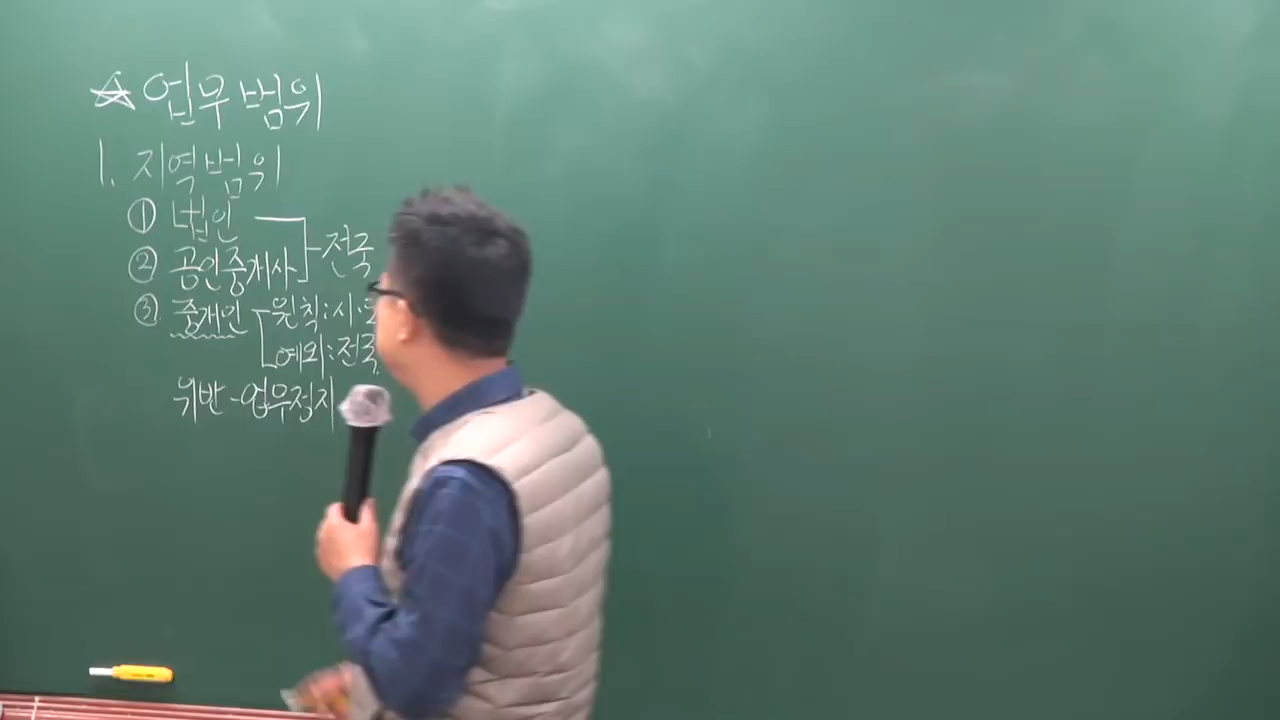 ☆ 업무범위
1. 지역범위
① 법인
② 공인중개사
전국
③ 중개인
원칙:시·
예외:전국
위반-업무정지